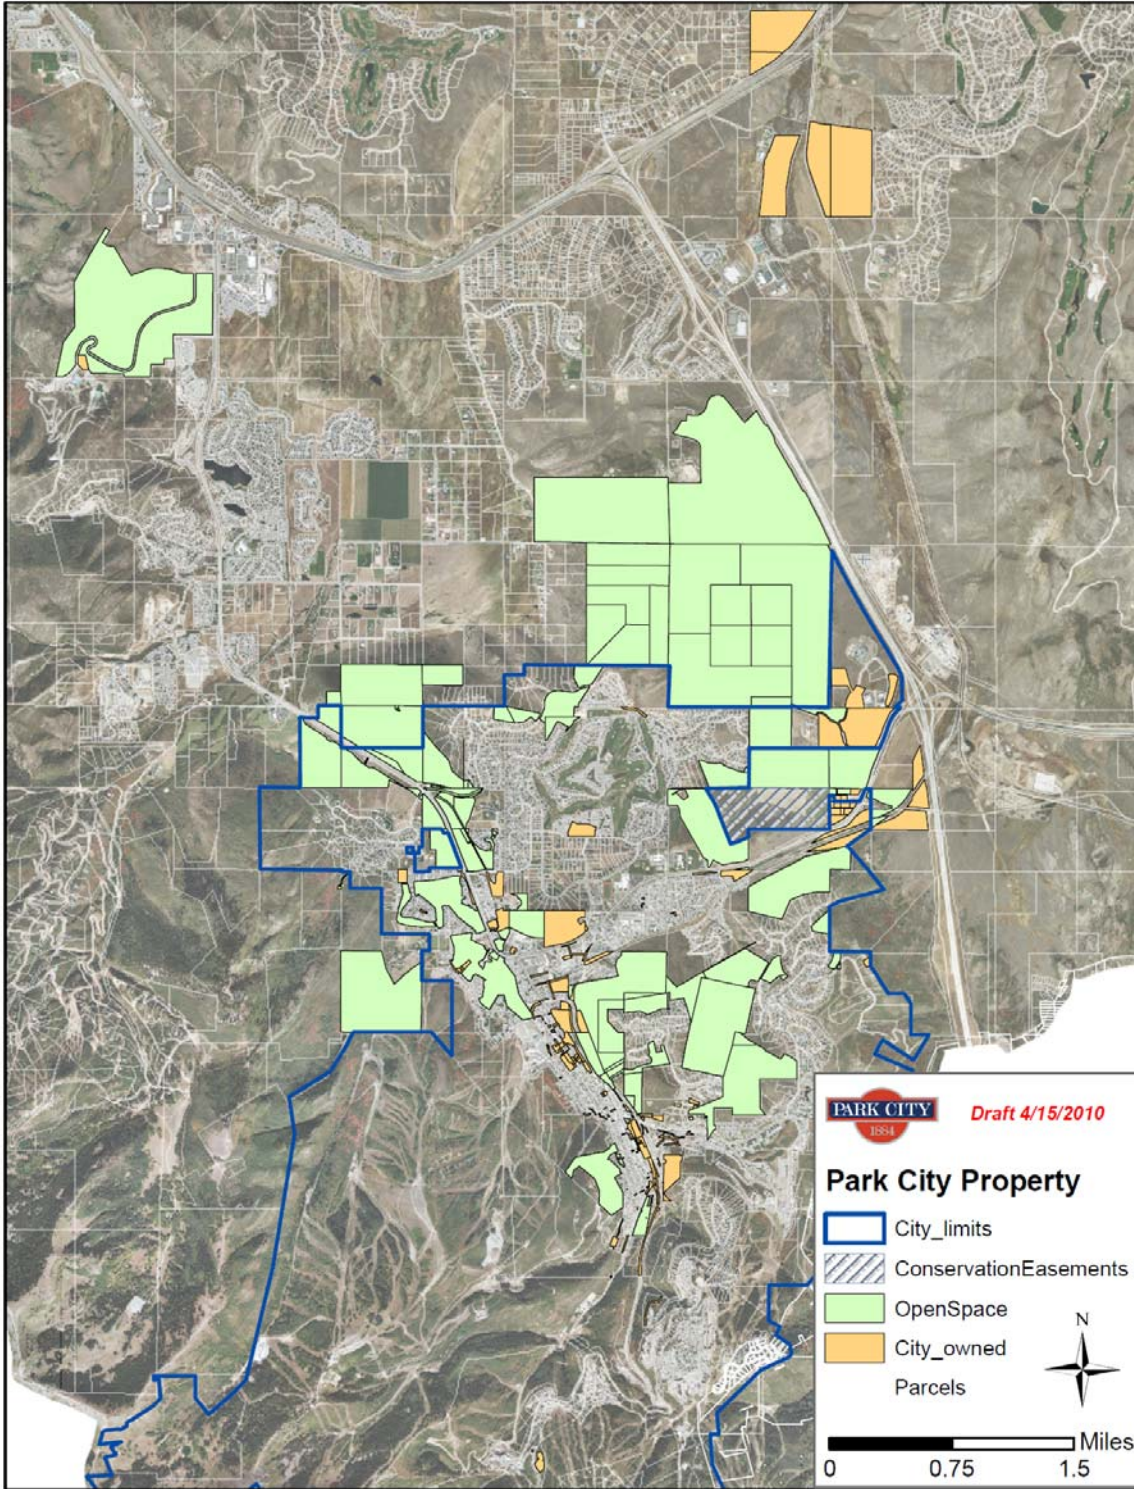 PARK CITY
1884
Draft 4/15/2010
Park City Property
City_limits
ConservationEasements
OpenSpace
City_owned
Parcels
N
Miles
0 0.75 1.5